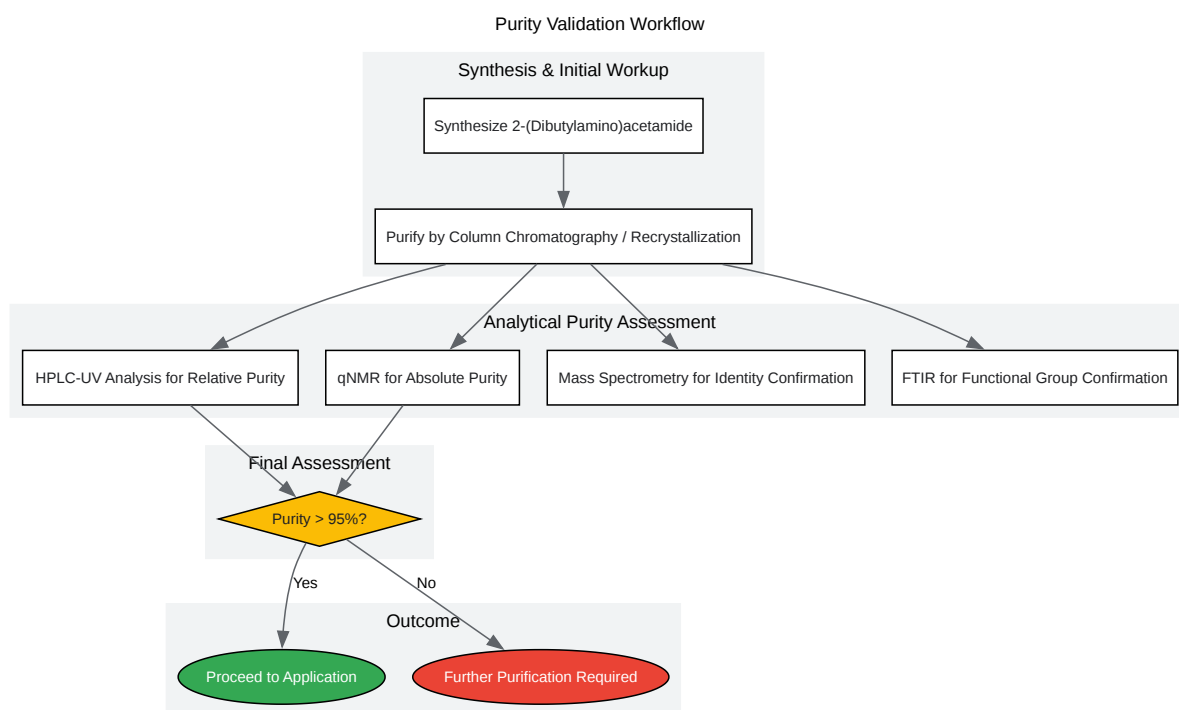 Purity Validation Workflow
Synthesis & Initial Workup
Synthesize 2-(Dibutylamino)acetamide
Purify by Column Chromatography / Recrystallization
Analytical Purity Assessment
HPLC-UV Analysis for Relative Purity
qNMR for Absolute Purity
Mass Spectrometry for Identity Confirmation
FTIR for Functional Group Confirmation
Final Assessment
Purity > 95%?
Yes
No
Outcome
Proceed to Application
Further Purification Required